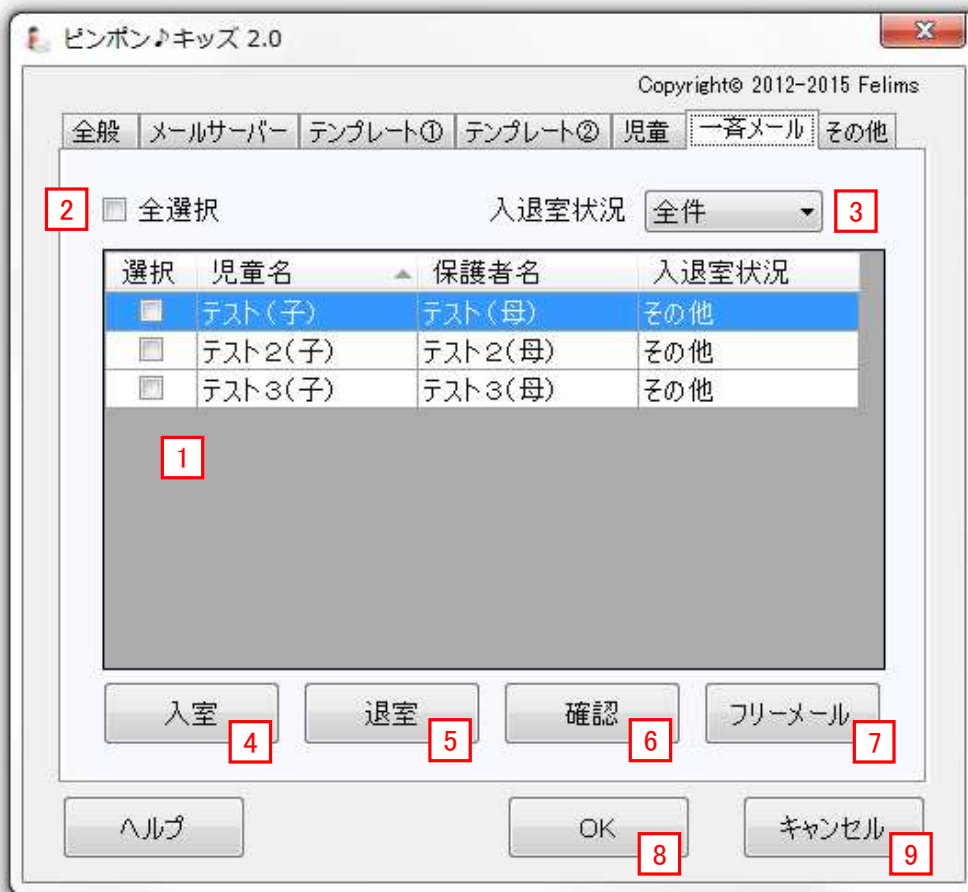 ピンポン♪キッズ 2.0
Copyright© 2012-2015 Felims
全般 メールサーバー テンプレート① テンプレート② 児童 一斉メール その他
2 全選択 入退室状況 全件 3
選択 児童名 保護者名 入退室状況
テスト(子) テスト(母) その他
テスト2(子) テスト2(母) その他
テスト3(子) テスト3(母) その他
1
入室 退室 確認 フリーメール
4 5 6 7
ヘルプ OK キャンセル
8 9